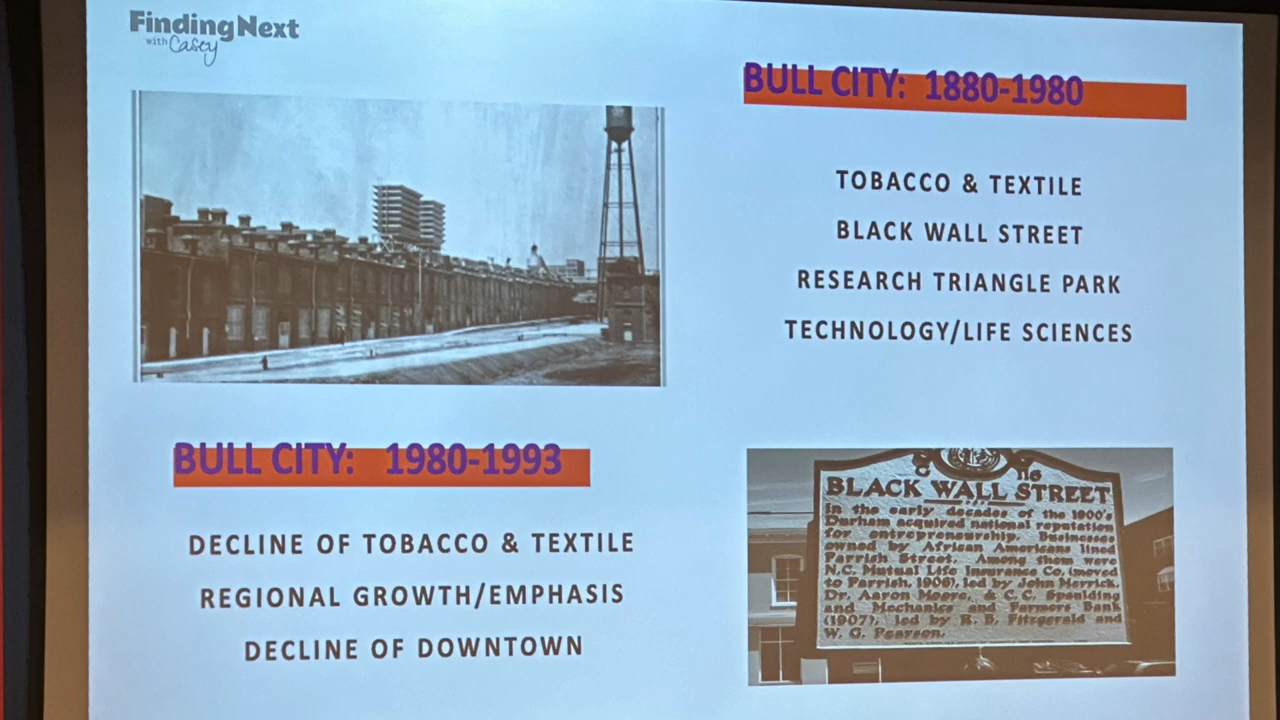 FindingNext
with Casey
BULL CITY: 1880-1980
TOBACCO & TEXTILE
BLACK WALL STREET
RESEARCH TRIANGLE PARK
TECHNOLOGY/LIFE SCIENCES
BULL CITY: 1980-1993
DECLINE OF TOBACCO & TEXTILE
REGIONAL GROWTH/EMPHASIS
DECLINE OF DOWNTOWN
G 116
BLACK WALL STREET
In the early decades of the 1900's
Durham acquired national reputation
for entrepreneurship. Businesses
owned by African Americans lined
Parrish Street. Among them were
N.C. Mutual Life Insurance Co. (moved
to Parrish, 1906), led by John Merrick,
Dr. Aaron Moore, & C.C. Spaulding
and Mechanics and Farmers Bank
(1907), led by R. B. Fitzgerald and
W. G. Pearson.